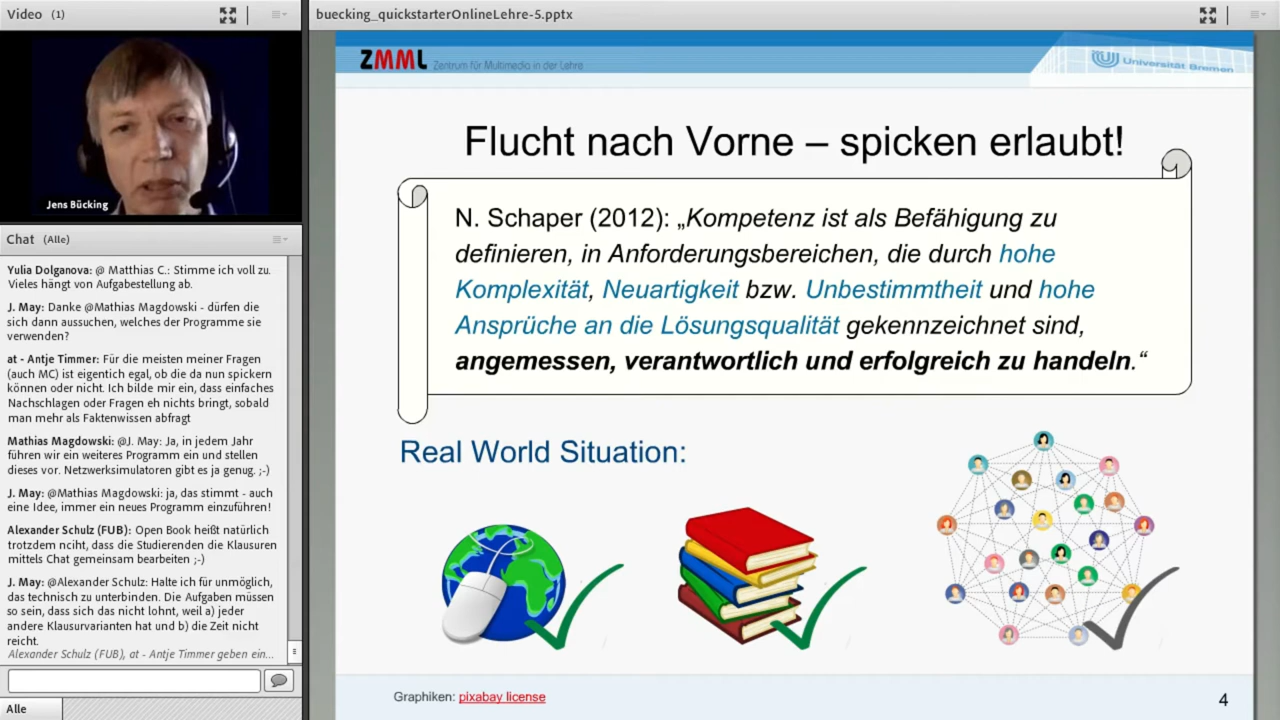 Video (1)
buecking_quickstarterOnlineLehre-5.pptx
Jens Bücking
Chat (Alle)
Yulia Dolganova: @ Matthias C.: Stimme ich voll zu.
Vieles hängt von Aufgabestellung ab.
J. May: Danke @Mathias Magdowski - dürfen die
sich dann aussuchen, welches der Programme sie
verwenden?
at - Antje Timmer: Für die meisten meiner Fragen
(auch MC) ist eigentich egal, ob die da nun spickern
können oder nicht. Ich bilde mir ein, dass einfaches
Nachschlagen oder Fragen eh nichts bringt, sobald
man mehr als Faktenwissen abfragt
Mathias Magdowski: @J. May: Ja, in jedem Jahr
führen wir ein weiteres Programm ein und stellen
dieses vor. Netzwerksimulatoren gibt es ja genug. ;-)
J. May: @Mathias Magdowski: ja, das stimmt - auch
eine Idee, immer ein neues Programm einzuführen!
Alexander Schulz (FUB): Open Book heißt natürlich
trotzdem nciht, dass die Studierenden die Klausuren
mittels Chat gemeinsam bearbeiten ;-)
J. May: @Alexander Schulz: Halte ich für unmöglich,
das technisch zu unterbinden. Die Aufgaben müssen
so sein, dass sich das nicht lohnt, weil a) jeder
andere Klausurvarianten hat und b) die Zeit nicht
reicht.
Alexander Schulz (FUB), at - Antje Timmer geben ein...
Alle
ZMML Zentrum für Multimedia in der Lehre
Universität Bremen
Flucht nach Vorne – spicken erlaubt!
N. Schaper (2012): „Kompetenz ist als Befähigung zu
definieren, in Anforderungsbereichen, die durch hohe
Komplexität, Neuartigkeit bzw. Unbestimmtheit und hohe
Ansprüche an die Lösungsqualität gekennzeichnet sind,
angemessen, verantwortlich und erfolgreich zu handeln.“
Real World Situation:
Graphiken: pixabay license
4